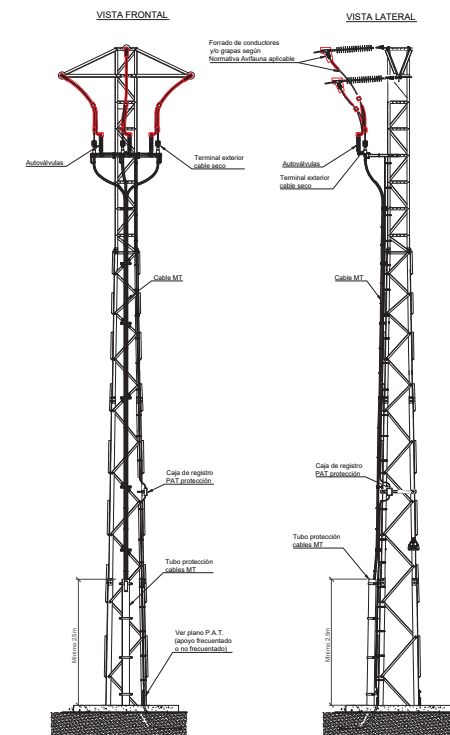 VISTA FRONTAL
Autoválvulas
Terminal exterior
cable seco
Cable MT
Caja de registro
PAT protección
Tubo protección
cables MT
Mínimo 2.5m
Ver plano P.A.T.
(apoyo frecuentado
o no frecuentado)
VISTA LATERAL
Forrado de conductores
y/o grapas según
Normativa Avifauna aplicable
Autoválvulas
Terminal exterior
cable seco
Cable MT
Caja de registro
PAT protección
Tubo protección
cables MT
Mínimo 2.5m